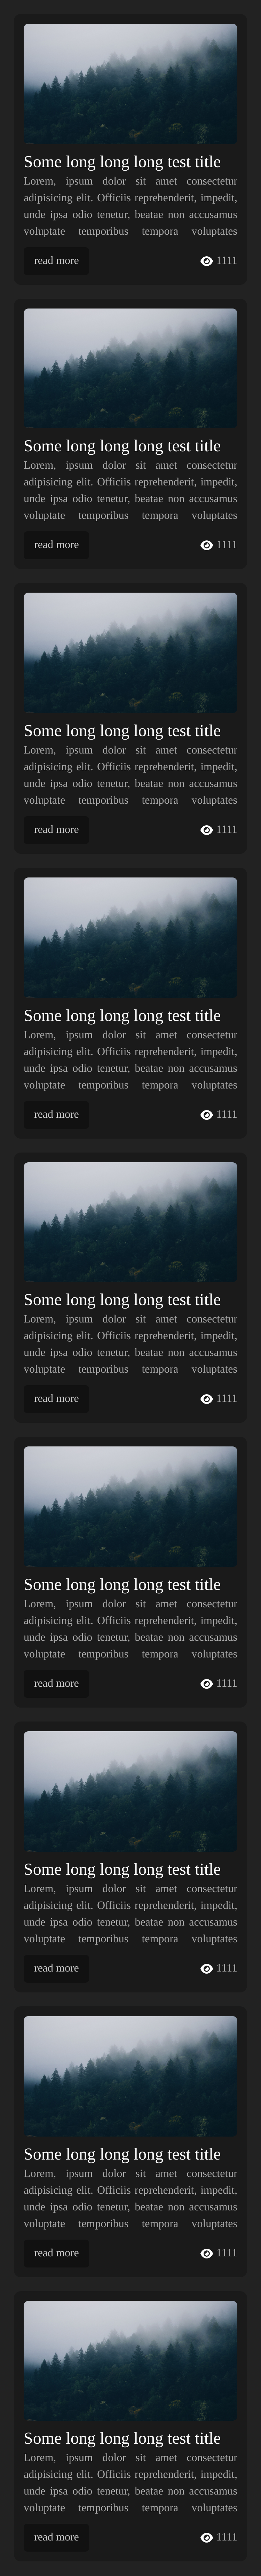 Some long long long test title
Lorem, ipsum dolor sit amet consectetur
adipisicing elit. Officiis reprehenderit, impedit,
unde ipsa odio tenetur, beatae non accusamus
voluptate temporibus tempora voluptates
read more 1111
Some long long long test title
Lorem, ipsum dolor sit amet consectetur
adipisicing elit. Officiis reprehenderit, impedit,
unde ipsa odio tenetur, beatae non accusamus
voluptate temporibus tempora voluptates
read more 1111
Some long long long test title
Lorem, ipsum dolor sit amet consectetur
adipisicing elit. Officiis reprehenderit, impedit,
unde ipsa odio tenetur, beatae non accusamus
voluptate temporibus tempora voluptates
read more 1111
Some long long long test title
Lorem, ipsum dolor sit amet consectetur
adipisicing elit. Officiis reprehenderit, impedit,
unde ipsa odio tenetur, beatae non accusamus
voluptate temporibus tempora voluptates
read more 1111
Some long long long test title
Lorem, ipsum dolor sit amet consectetur
adipisicing elit. Officiis reprehenderit, impedit,
unde ipsa odio tenetur, beatae non accusamus
voluptate temporibus tempora voluptates
read more 1111
Some long long long test title
Lorem, ipsum dolor sit amet consectetur
adipisicing elit. Officiis reprehenderit, impedit,
unde ipsa odio tenetur, beatae non accusamus
voluptate temporibus tempora voluptates
read more 1111
Some long long long test title
Lorem, ipsum dolor sit amet consectetur
adipisicing elit. Officiis reprehenderit, impedit,
unde ipsa odio tenetur, beatae non accusamus
voluptate temporibus tempora voluptates
read more 1111
Some long long long test title
Lorem, ipsum dolor sit amet consectetur
adipisicing elit. Officiis reprehenderit, impedit,
unde ipsa odio tenetur, beatae non accusamus
voluptate temporibus tempora voluptates
read more 1111
Some long long long test title
Lorem, ipsum dolor sit amet consectetur
adipisicing elit. Officiis reprehenderit, impedit,
unde ipsa odio tenetur, beatae non accusamus
voluptate temporibus tempora voluptates
read more 1111